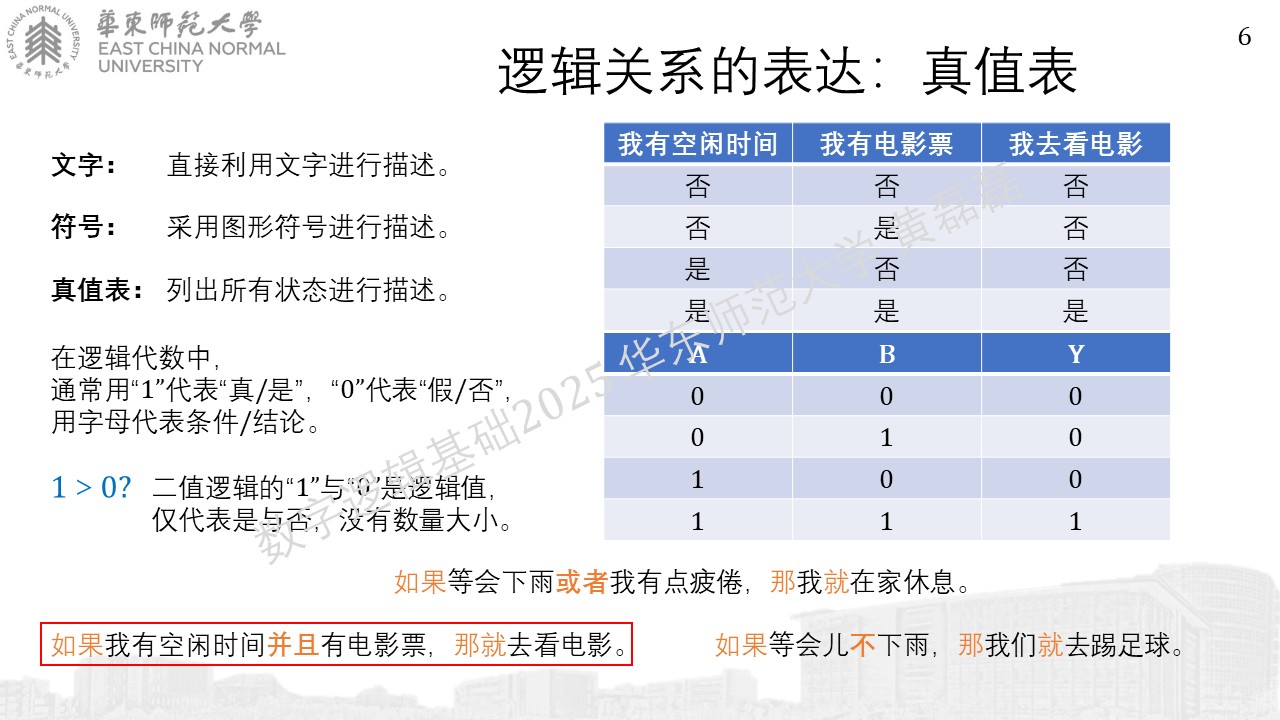 華東師範大學
EAST CHINA NORMAL
UNIVERSITY
EAST CHINA NORMAL UNIVERSITY
華東師範大學
6
逻辑关系的表达：真值表
文字： 直接利用文字进行描述。
符号： 采用图形符号进行描述。
真值表： 列出所有状态进行描述。
在逻辑代数中，
通常用“1”代表“真/是”，“0”代表“假/否”，
用字母代表条件/结论。
1 > 0? 二值逻辑的“1”与“0”是逻辑值，
仅代表是与否，没有数量大小。
我有空闲时间 我有电影票 我去看电影
否 否 否
否 是 否
是 否 否
是 是 是
A B Y
0 0 0
0 1 0
1 0 0
1 1 1
数字逻辑基础2025 华东师范大学 黄磊磊
如果等会下雨或者我有点疲倦，那我就在家休息。
如果我有空闲时间并且有电影票，那就去看电影。
如果等会儿不下雨，那我们就去踢足球。